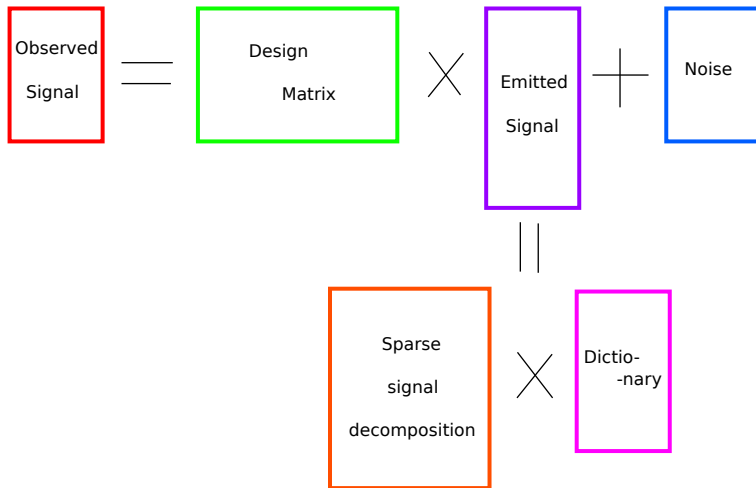 Observed
Signal
Design
Matrix
Emitted
Signal
Noise
Sparse
signal
decomposition
Dictio-
-nary